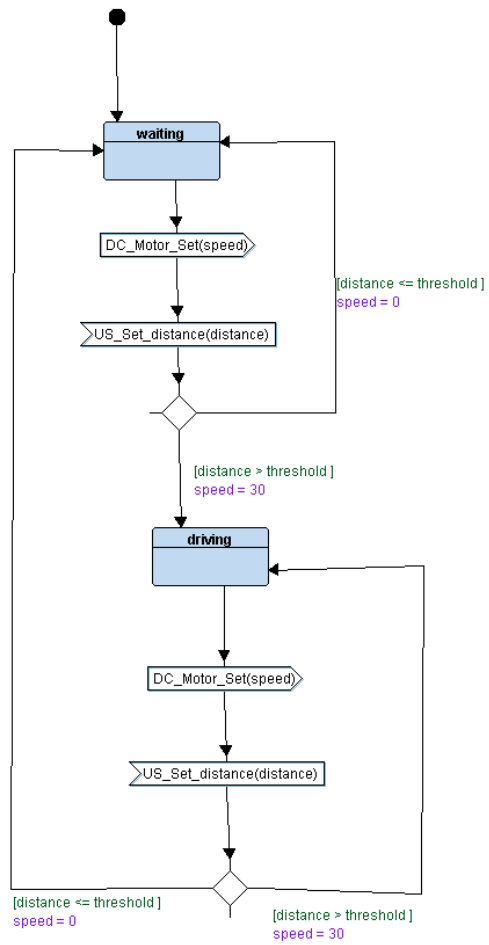 waiting
DC_Motor_Set(speed)
[distance <= threshold ]
speed = 0
US_Set_distance(distance)
[distance > threshold ]
speed = 30
driving
DC_Motor_Set(speed)
US_Set_distance(distance)
[distance <= threshold ]
speed = 0
[distance > threshold ]
speed = 30